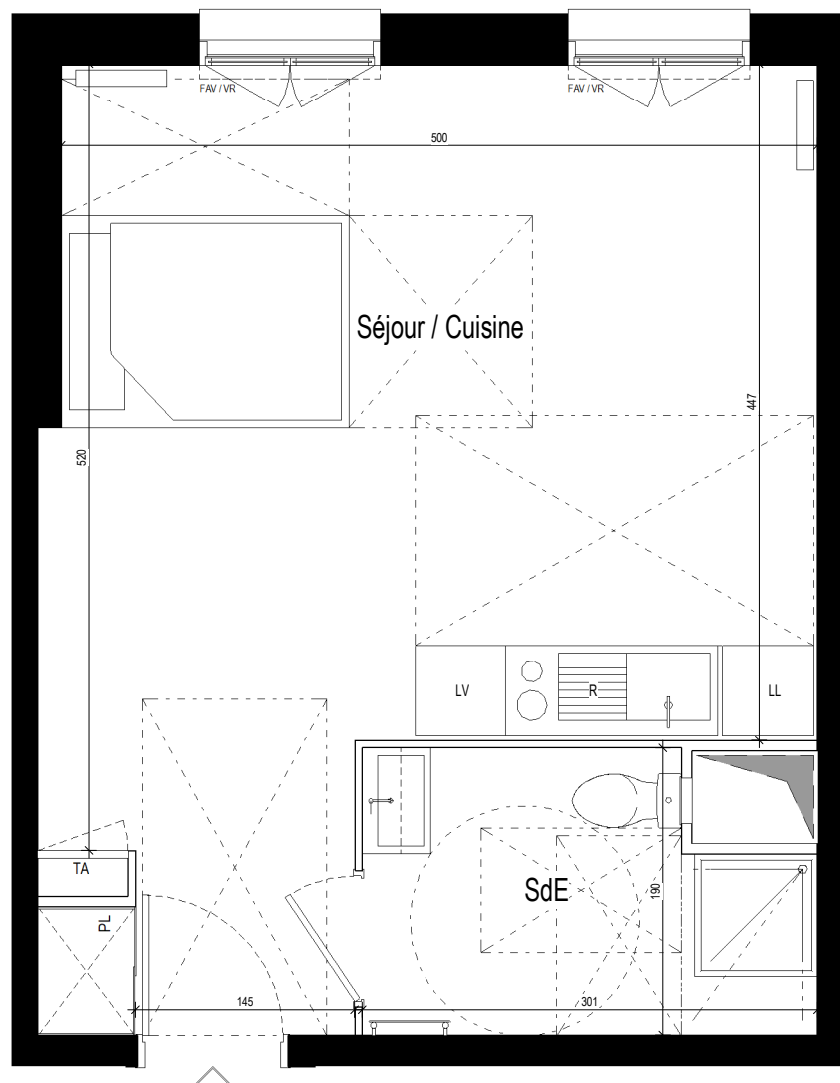 FAV / VR
FAV / VR
500
Séjour / Cuisine
447
520
LV
R
LL
TA
SdE
190
PL
145
301